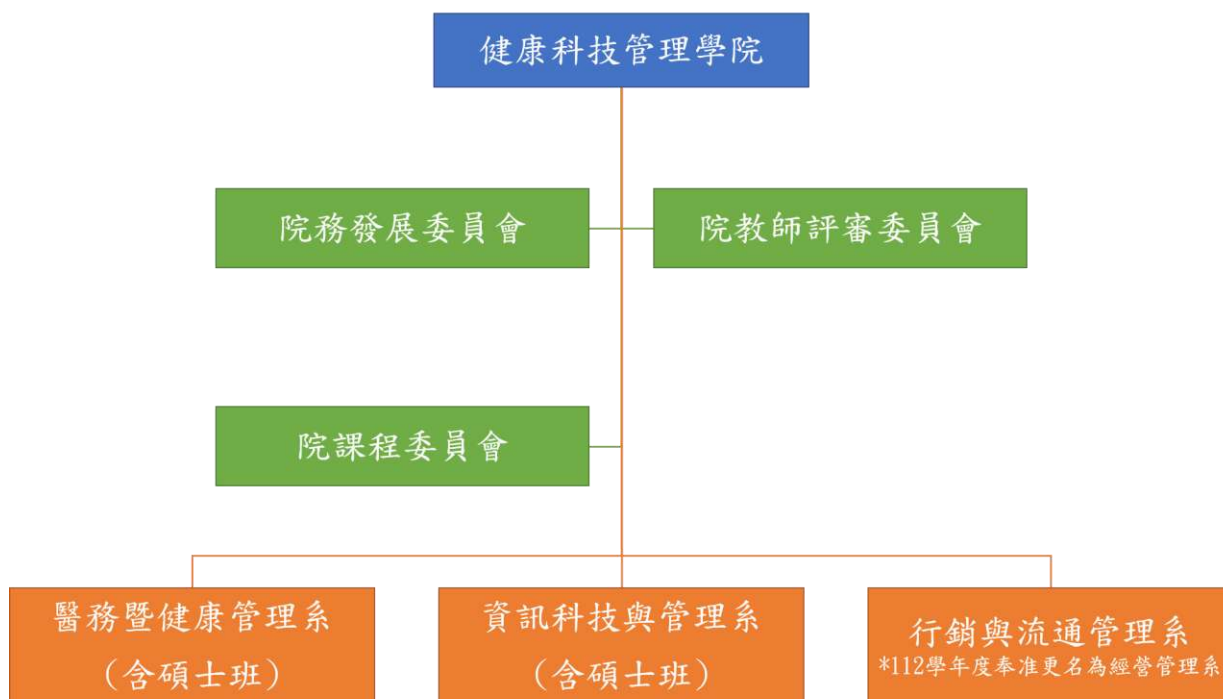 健康科技管理學院
院務發展委員會
院教師評審委員會
院課程委員會
醫務暨健康管理系
(含碩士班)
資訊科技與管理系
(含碩士班)
行銷與流通管理系
*112學年度奉准更名為經營管理系